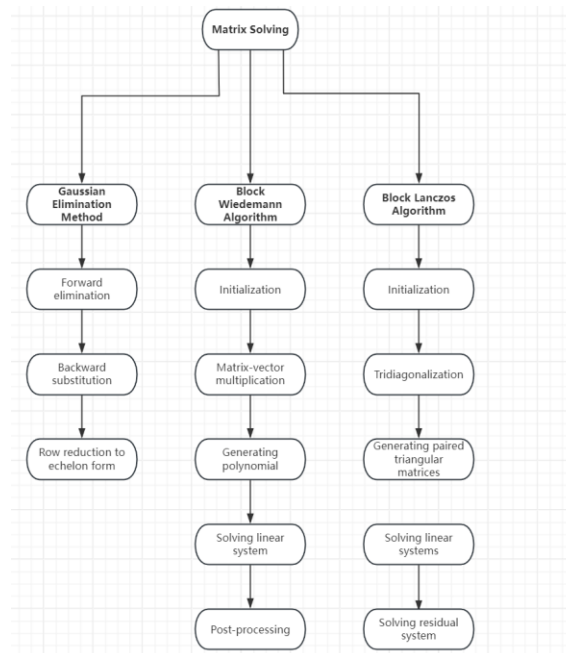 Matrix Solving
Gaussian
Elimination
Method
Block
Wiedemann
Algorithm
Block Lanczos
Algorithm
Forward
elimination
Initialization
Initialization
Backward
substitution
Matrix-vector
multiplication
Tridiagonalization
Row reduction to
echelon form
Generating
polynomial
Generating paired
triangular
matrices
Solving linear
system
Solving linear
systems
Post-processing
Solving residual
system